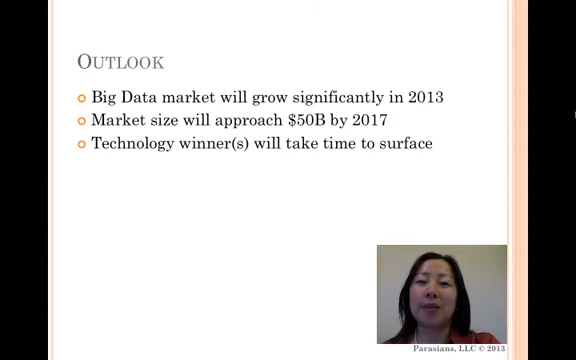 OUTLOOK
Big Data market will grow significantly in 2013
Market size will approach $50B by 2017
Technology winner(s) will take time to surface
Parasians, LLC © 2013